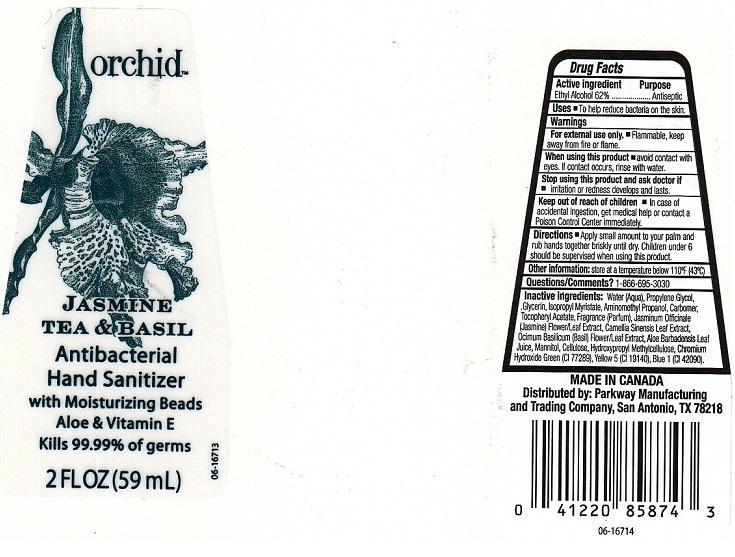 orchid™
JASMINE
TEA & BASIL
Antibacterial
Hand Sanitizer
with Moisturizing Beads
Aloe & Vitamin E
Kills 99.99% of germs
2 FL OZ (59 mL)
06-16713
Drug Facts
Active ingredient Purpose
Ethyl Alcohol 62% .................... Antiseptic
Uses ■ To help reduce bacteria on the skin.
Warnings
For external use only. ■ Flammable, keep
away from fire or flame.
When using this product ■ avoid contact with
eyes. If contact occurs, rinse with water.
Stop using this product and ask doctor if
■ irritation or redness develops and lasts.
Keep out of reach of children ■ In case of
accidental ingestion, get medical help or contact a
Poison Control Center immediately.
Directions ■ Apply small amount to your palm and
rub hands together briskly until dry. Children under 6
should be supervised when using this product.
Other information: store at a temperature below 110ºF (43ºC)
Questions/Comments? 1-866-695-3030
Inactive ingredients: Water (Aqua), Propylene Glycol,
Glycerin, Isopropyl Myristate, Aminomethyl Propanol, Carbomer,
Tocopheryl Acetate, Fragrance (Parfum), Jasminum Officinale
(Jasmine) Flower/Leaf Extract, Camellia Sinensis Leaf Extract,
Ocimum Basilicum (Basil) Flower/Leaf Extract, Aloe Barbadensis Leaf
Juice, Mannitol, Cellulose, Hydroxypropyl Methylcellulose, Chromium
Hydroxide Green (CI 77289), Yellow 5 (CI 19140), Blue 1 (CI 42090).
MADE IN CANADA
Distributed by: Parkway Manufacturing
and Trading Company, San Antonio, TX 78218
0 41220 85874 3
06-16714